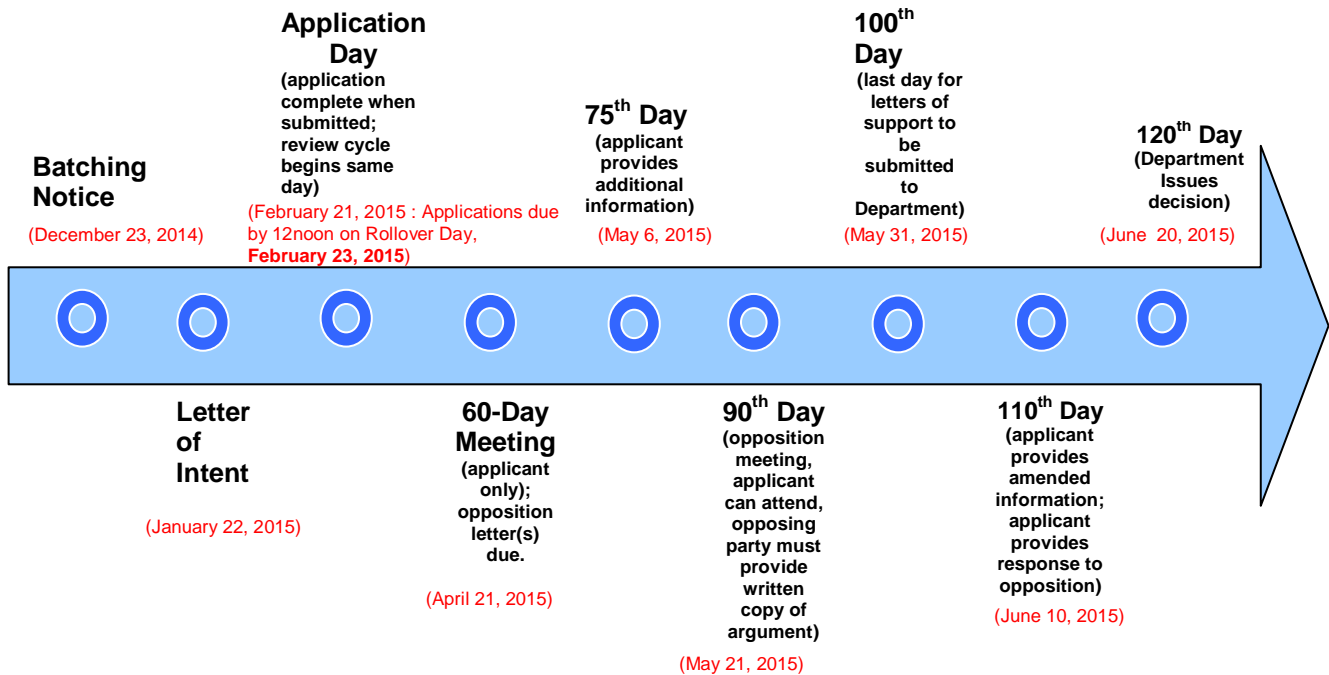 Batching
Notice
(December 23, 2014)
Letter
of
Intent
(January 22, 2015)
Application
Day
(application
complete when
submitted;
review cycle
begins same
day)
(February 21, 2015 : Applications due
by 12noon on Rollover Day,
February 23, 2015)
60-Day
Meeting
(applicant
only);
opposition
letter(s)
due.
(April 21, 2015)
75th Day
(applicant
provides
additional
information)
(May 6, 2015)
90th Day
(opposition
meeting,
applicant
can attend,
opposing
party must
provide
written
copy of
argument)
(May 21, 2015)
100th
Day
(last day for
letters of
support to
be
submitted
to
Department)
(May 31, 2015)
110th Day
(applicant
provides
amended
information;
applicant
provides
response to
opposition)
(June 10, 2015)
120th Day
(Department
Issues
decision)
(June 20, 2015)